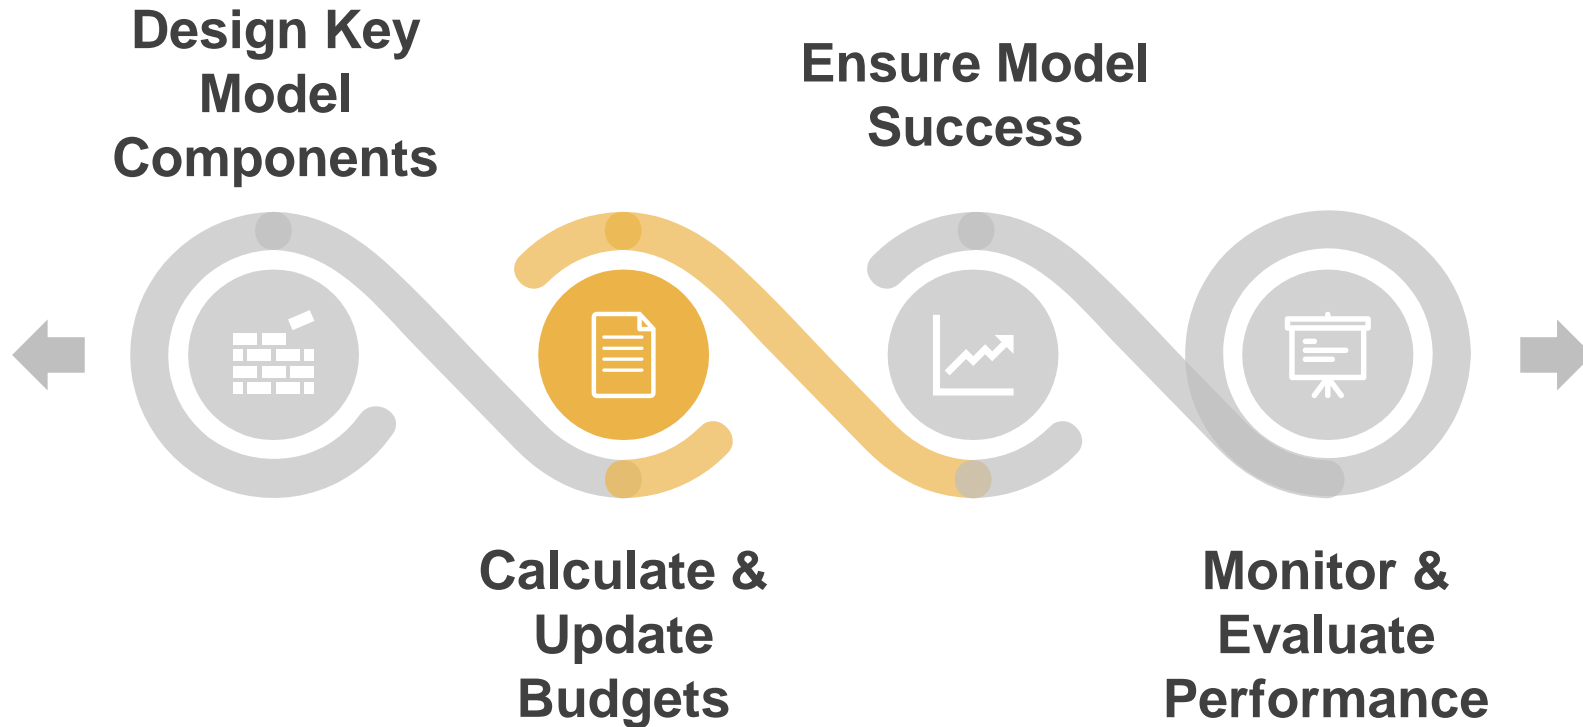 Design Key
Model
Components
Calculate &
Update
Budgets
Ensure Model
Success
Monitor &
Evaluate
Performance